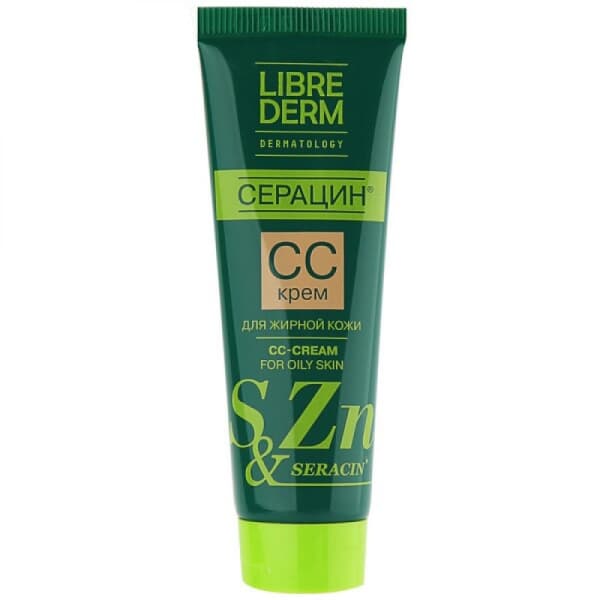 LIBRE
DERM
DERMATOLOGY
СЕРАЦИН®
CC
крем
ДЛЯ ЖИРНОЙ КОЖИ
CC-CREAM
FOR OILY SKIN
S Zn
& SERACIN®